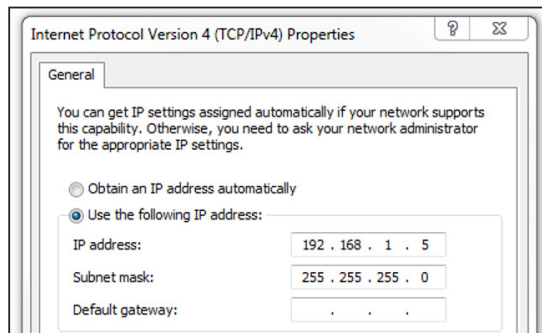 Internet Protocol Version 4 (TCP/IPv4) Properties
General
You can get IP settings assigned automatically if your network supports
this capability. Otherwise, you need to ask your network administrator
for the appropriate IP settings.
Obtain an IP address automatically
Use the following IP address:
IP address: 192 . 168 . 1 . 5
Subnet mask: 255 . 255 . 255 . 0
Default gateway: . . .